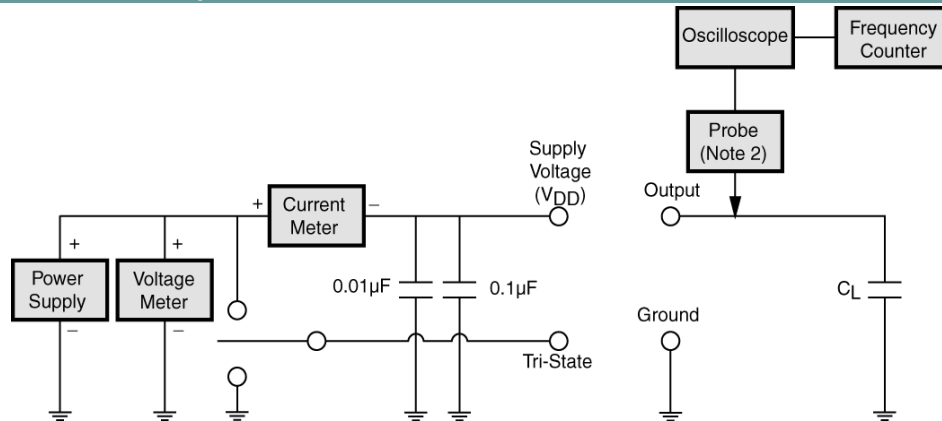 Oscilloscope
Frequency
Counter
Probe
(Note 2)
Supply
Voltage
(VDD)
Output
+
Current
Meter
–
+
+
Power
Supply
Voltage
Meter
0.01µF
0.1µF
CL
–
–
Ground
Tri-State